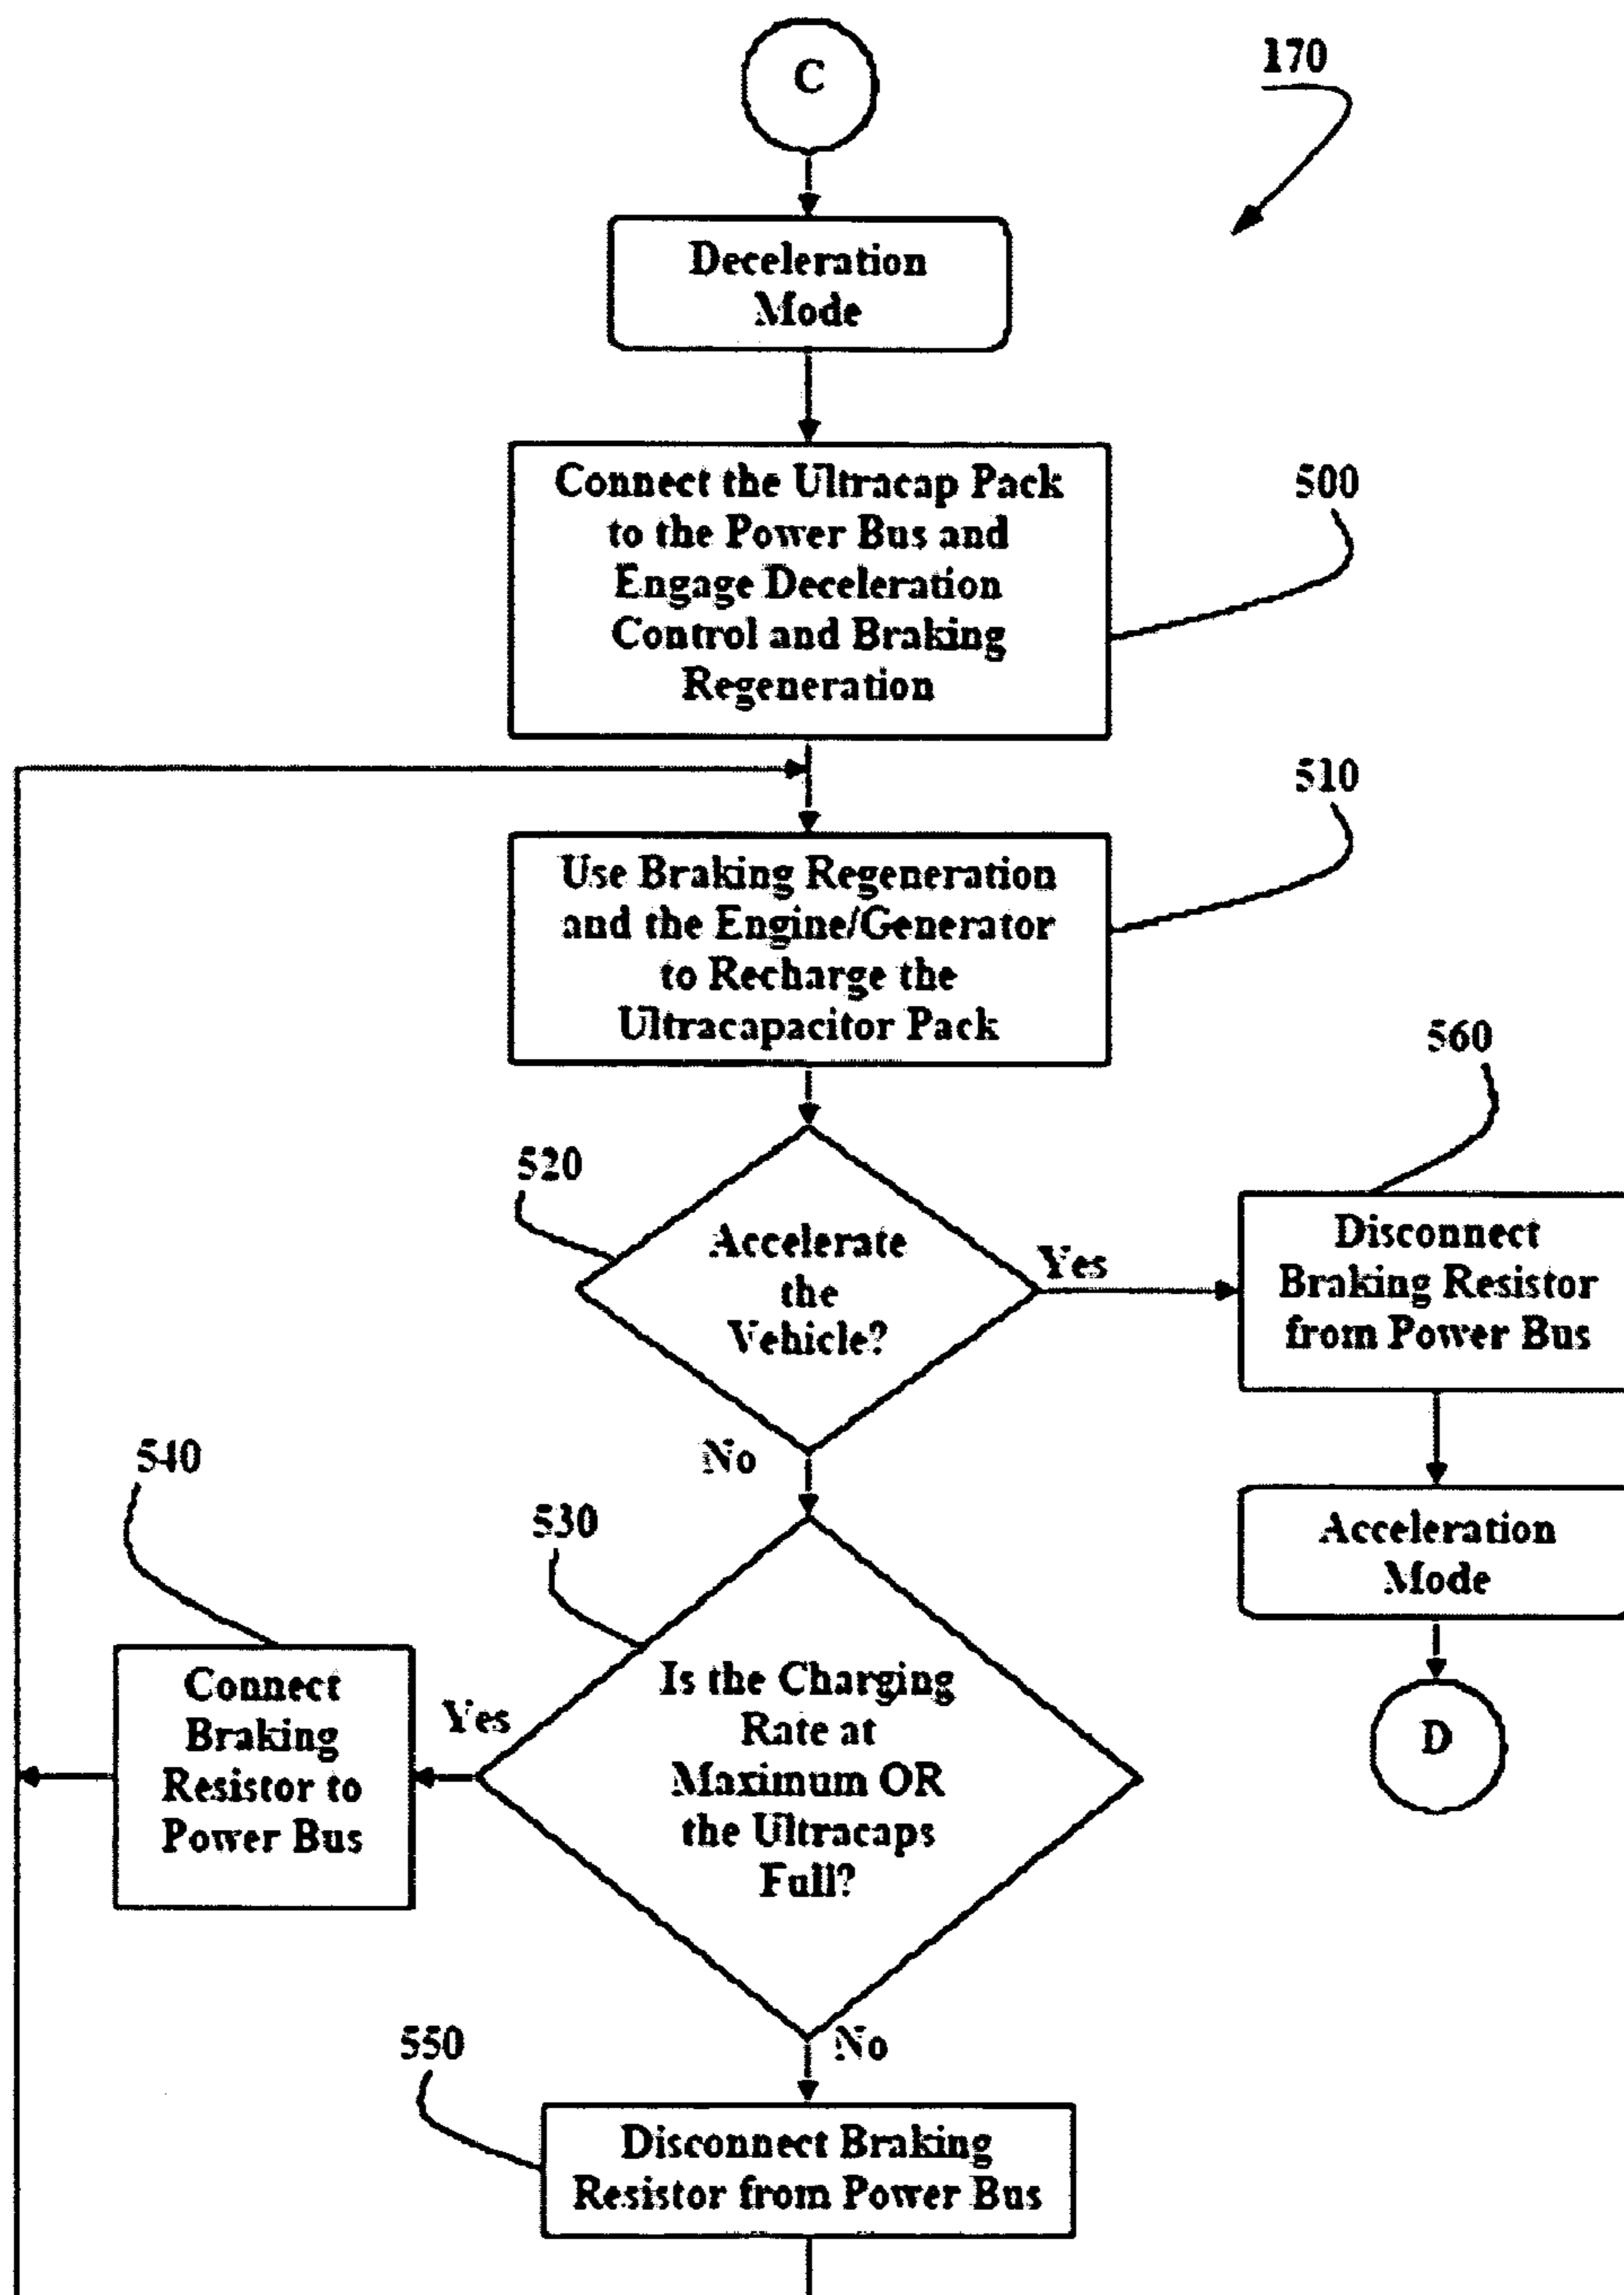 C
170
Deceleration
Mode
Connect the Ultracap Pack
to the Power Bus and
Engage Deceleration
Control and Braking
Regeneration
500
510
Use Braking Regeneration
and the Engine/Generator
to Recharge the
Ultracapacitor Pack
520
Accelerate
the
Vehicle?
Yes
560
Disconnect
Braking Resistor
from Power Bus
No
Acceleration
Mode
D
530
Is the Charging
Rate at
Maximum OR
the Ultracaps
Full?
Yes
540
Connect
Braking
Resistor to
Power Bus
No
550
Disconnect Braking
Resistor from Power Bus